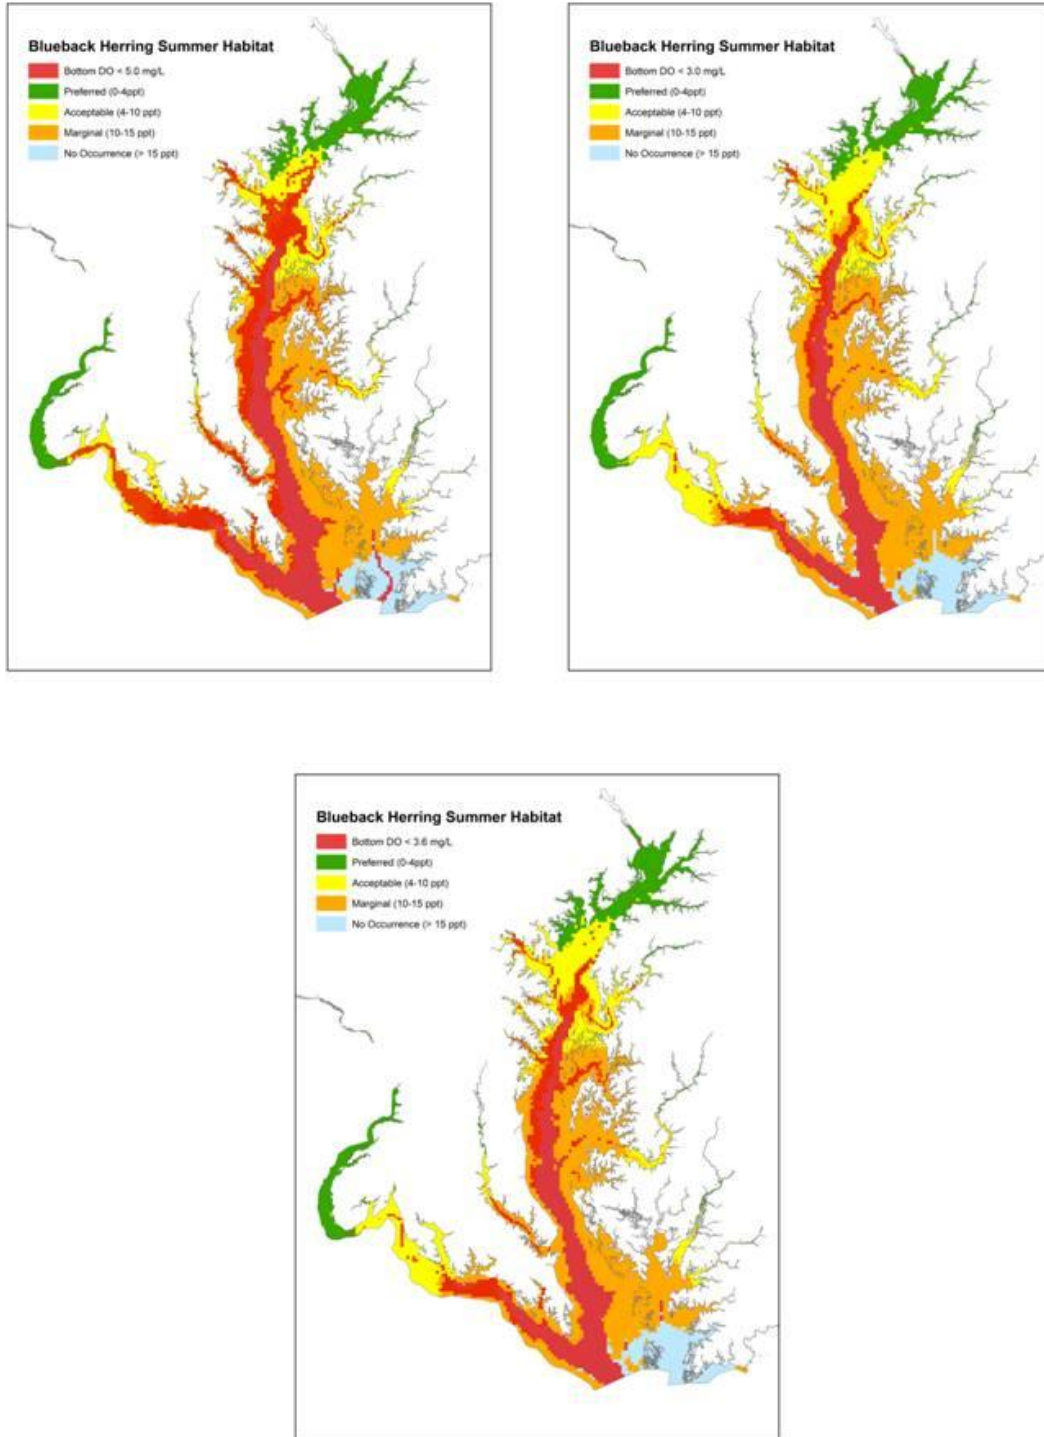 Blueback Herring Summer Habitat
Bottom DO < 5.0 mg/L
Preferred (0-4ppt)
Acceptable (4-10 ppt)
Marginal (10-15 ppt)
No Occurrence (> 15 ppt)
Blueback Herring Summer Habitat
Bottom DO < 3.0 mg/L
Preferred (0-4ppt)
Acceptable (4-10 ppt)
Marginal (10-15 ppt)
No Occurrence (> 15 ppt)
Blueback Herring Summer Habitat
Bottom DO < 3.6 mg/L
Preferred (0-4ppt)
Acceptable (4-10 ppt)
Marginal (10-15 ppt)
No Occurrence (> 15 ppt)